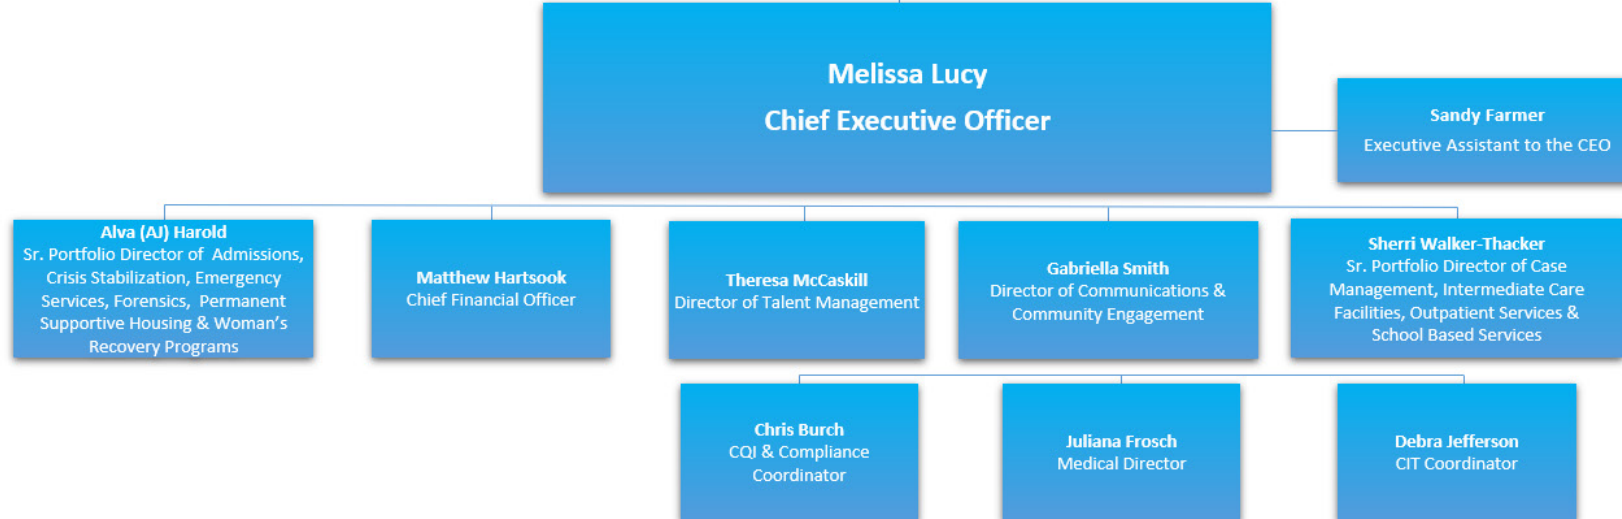 Melissa Lucy
Chief Executive Officer
Sandy Farmer
Executive Assistant to the CEO
Alva (AJ) Harold
Sr. Portfolio Director of Admissions,
Crisis Stabilization, Emergency
Services, Forensics, Permanent
Supportive Housing & Woman's
Recovery Programs
Matthew Hartsook
Chief Financial Officer
Theresa McCaskill
Director of Talent Management
Gabriella Smith
Director of Communications &
Community Engagement
Sherri Walker-Thacker
Sr. Portfolio Director of Case
Management, Intermediate Care
Facilities, Outpatient Services &
School Based Services
Chris Burch
CQI & Compliance
Coordinator
Juliana Frosch
Medical Director
Debra Jefferson
CIT Coordinator